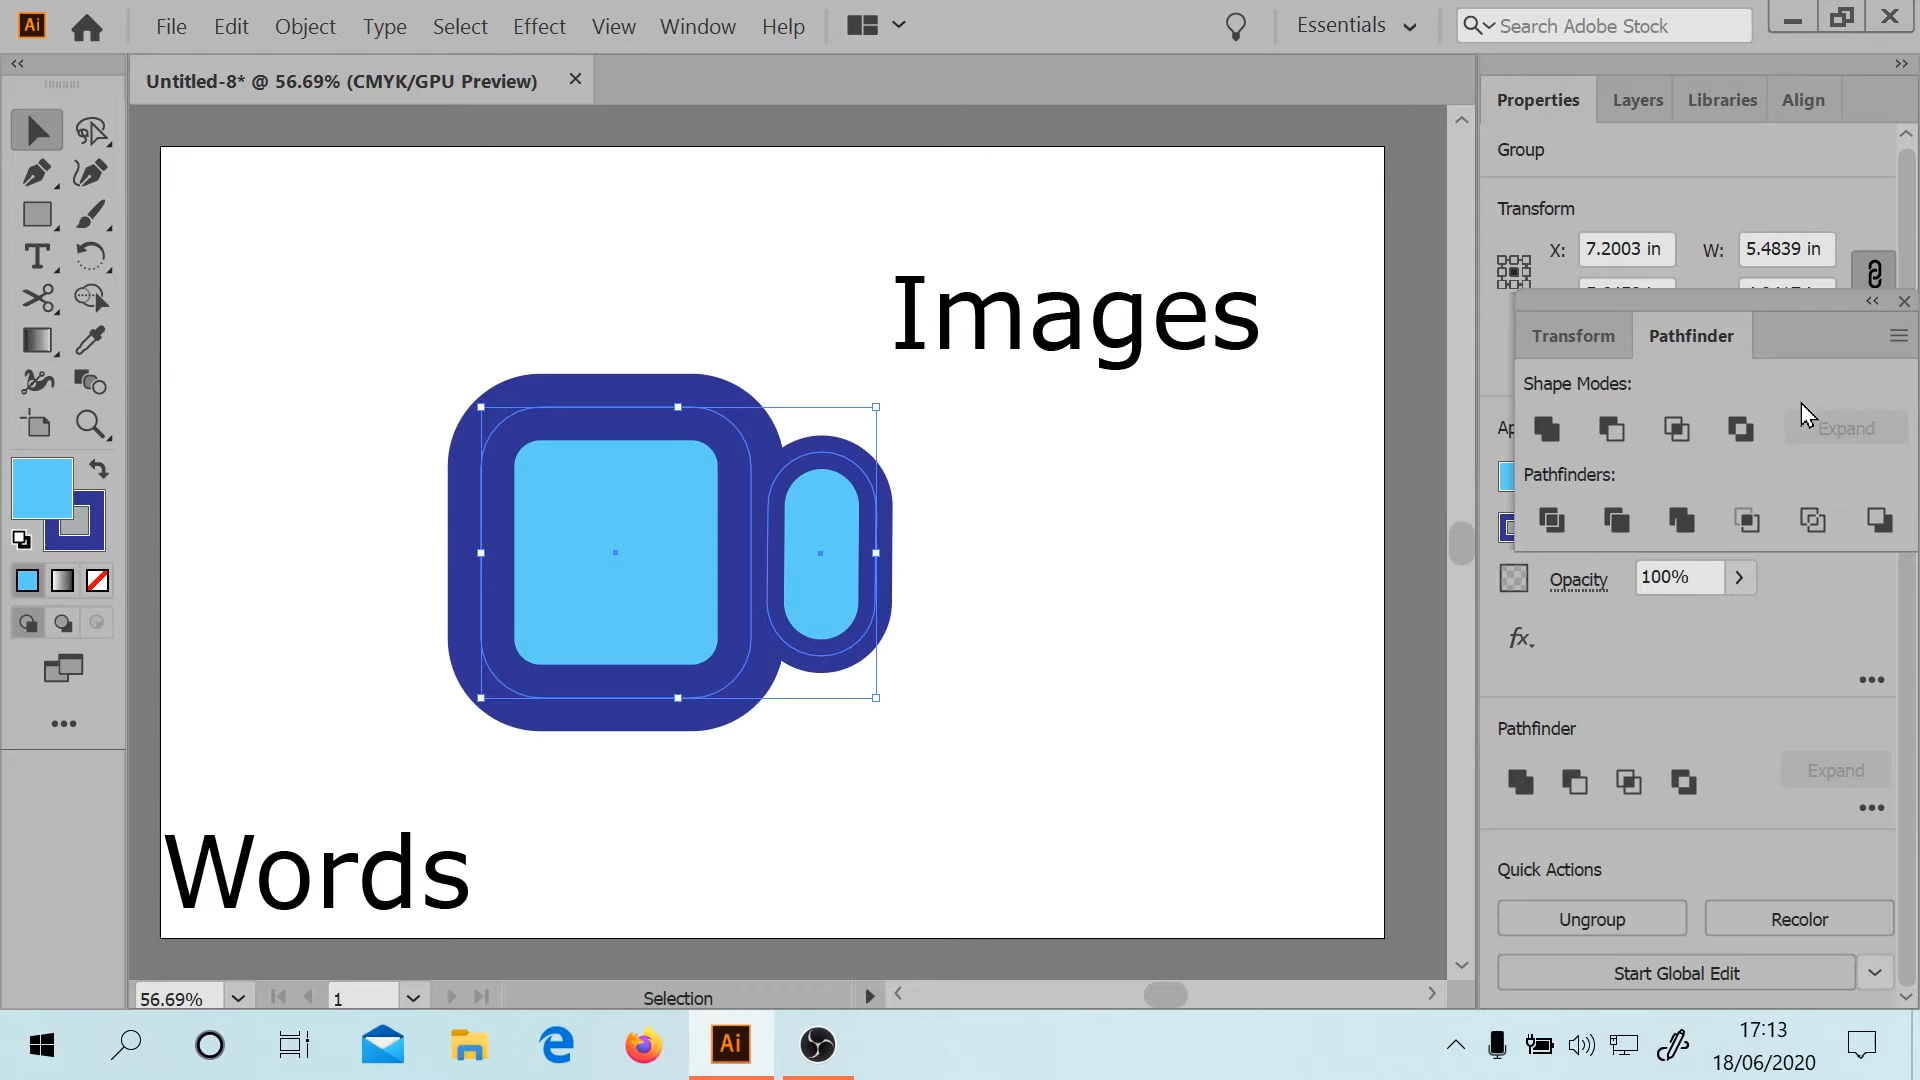 Ai File Edit Object Type Select Effect View Window Help Essentials Search Adobe Stock
Untitled-8* @ 56.69% (CMYK/GPU Preview)
Properties Layers Libraries Align
Group
Transform
X: 7.2003 in W: 5.4839 in
Transform Pathfinder
Shape Modes:
Expand
Pathfinders:
Opacity 100%
fx.
Pathfinder
Expand
Quick Actions
Ungroup Recolor
Start Global Edit
Images
Words
56.69% 1 Selection
Ai
17:13
18/06/2020